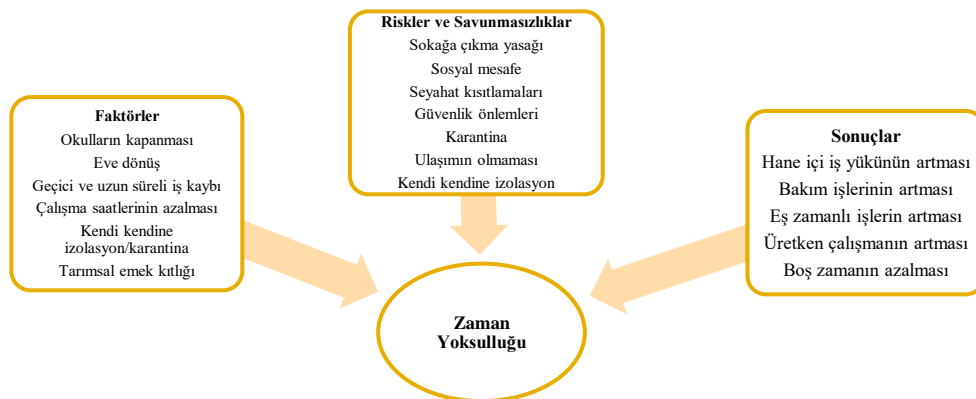 Faktörler
Okulların kapanması
Eve dönüş
Geçici ve uzun süreli iş kaybı
Çalışma saatlerinin azalması
Kendi kendine
izolasyon/karantina
Tarımsal emek kıtlığı
Riskler ve Savunmasızlıklar
Sokağa çıkma yasağı
Sosyal mesafe
Seyahat kısıtlamaları
Güvenlik önlemleri
Karantina
Ulaşımın olmaması
Kendi kendine izolasyon
Sonuçlar
Hane içi iş yükünün artması
Bakım işlerinin artması
Eş zamanlı işlerin artması
Üretken çalışmanın artması
Boş zamanın azalması
Zaman
Yoksulluğu